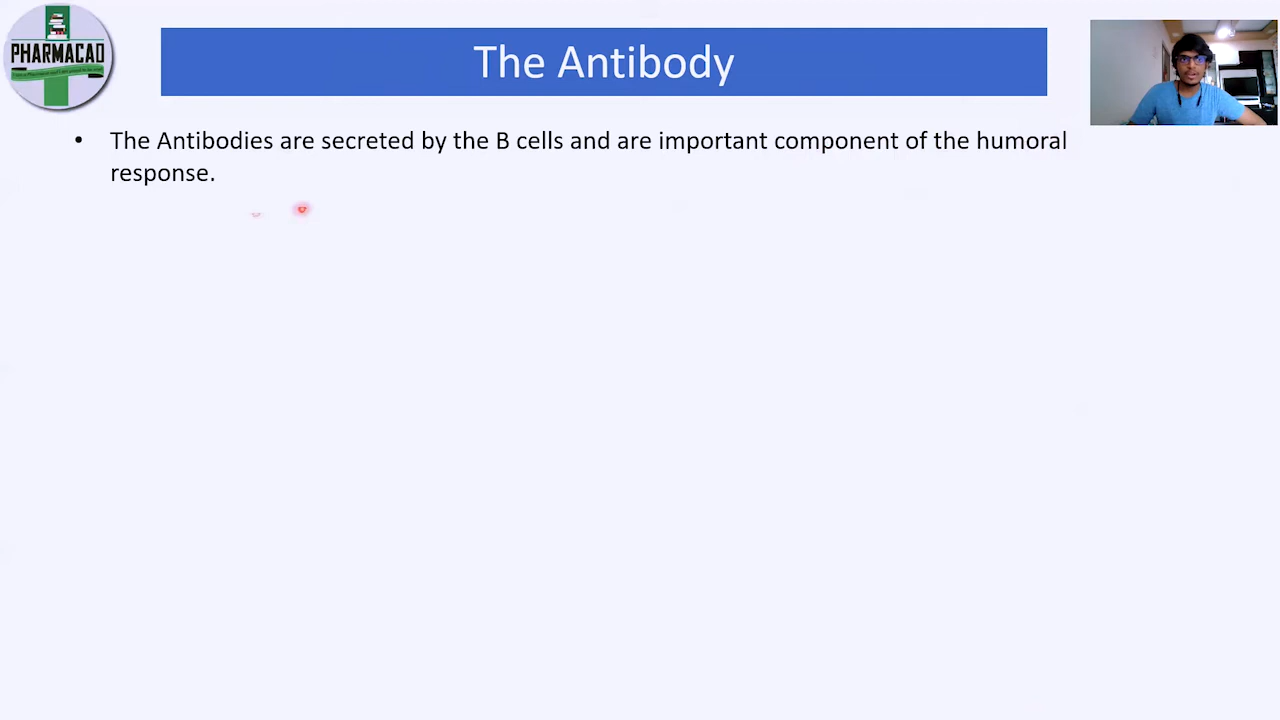 PHARMACAD
The Antibody
• The Antibodies are secreted by the B cells and are important component of the humoral
response.